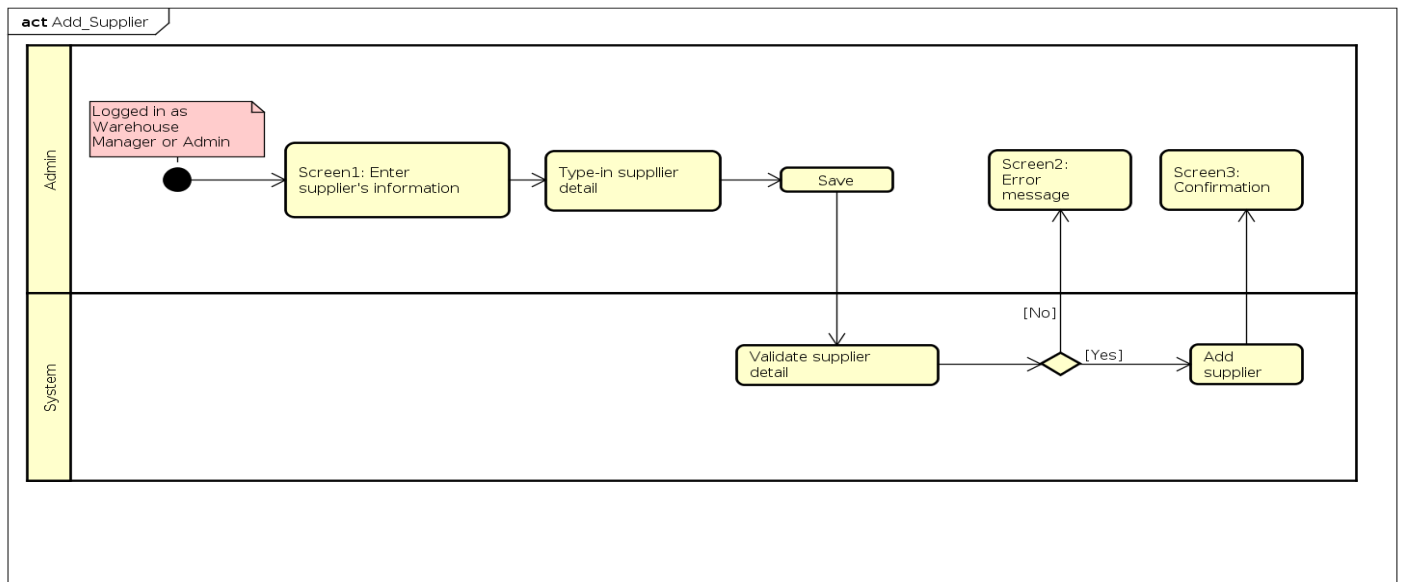 act Add_Supplier
Admin
Logged in as
Warehouse
Manager or Admin
Screen1: Enter
supplier's information
Type-in suppllier
detail
Save
Screen2:
Error
message
Screen3:
Confirmation
System
Validate supplier
detail
[No]
[Yes]
Add
supplier